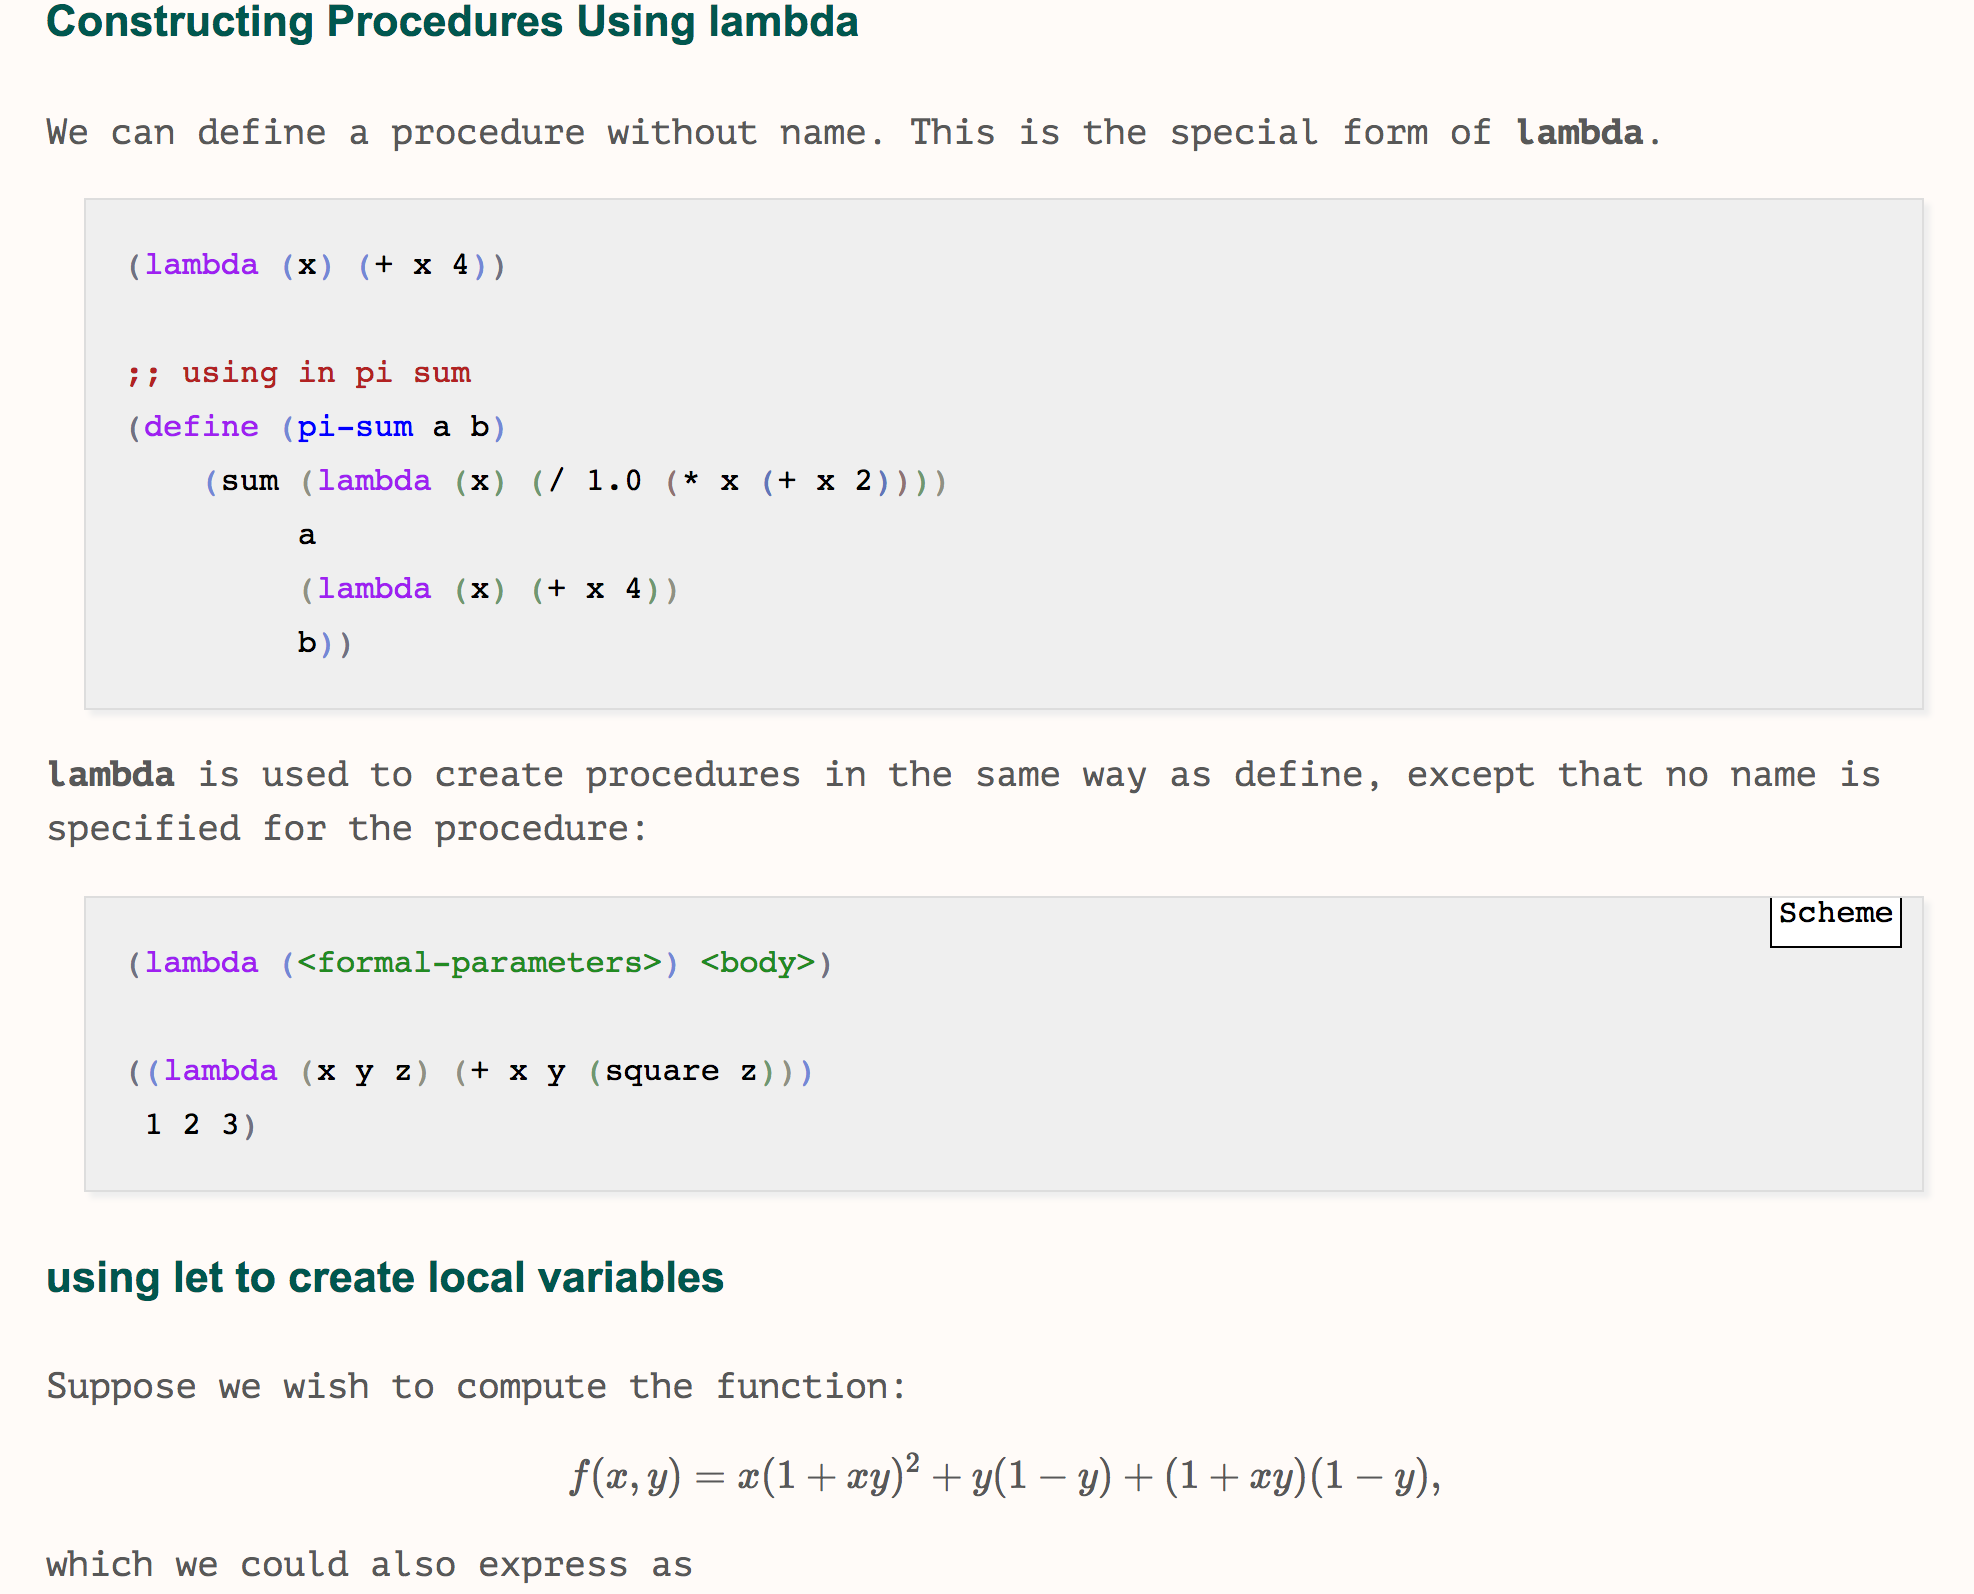 Constructing Procedures Using lambda
We can define a procedure without name. This is the special form of lambda.
(lambda (x) (+ x 4))
;; using in pi sum
(define (pi-sum a b)
    (sum (lambda (x) (/ 1.0 (* x (+ x 2))))
         a
         (lambda (x) (+ x 4))
         b))
lambda is used to create procedures in the same way as define, except that no name is
specified for the procedure:
Scheme
(lambda (<formal-parameters>) <body>)
((lambda (x y z) (+ x y (square z)))
 1 2 3)
using let to create local variables
Suppose we wish to compute the function:
f(x, y) = x(1 + xy)² + y(1 − y) + (1 + xy)(1 − y),
which we could also express as